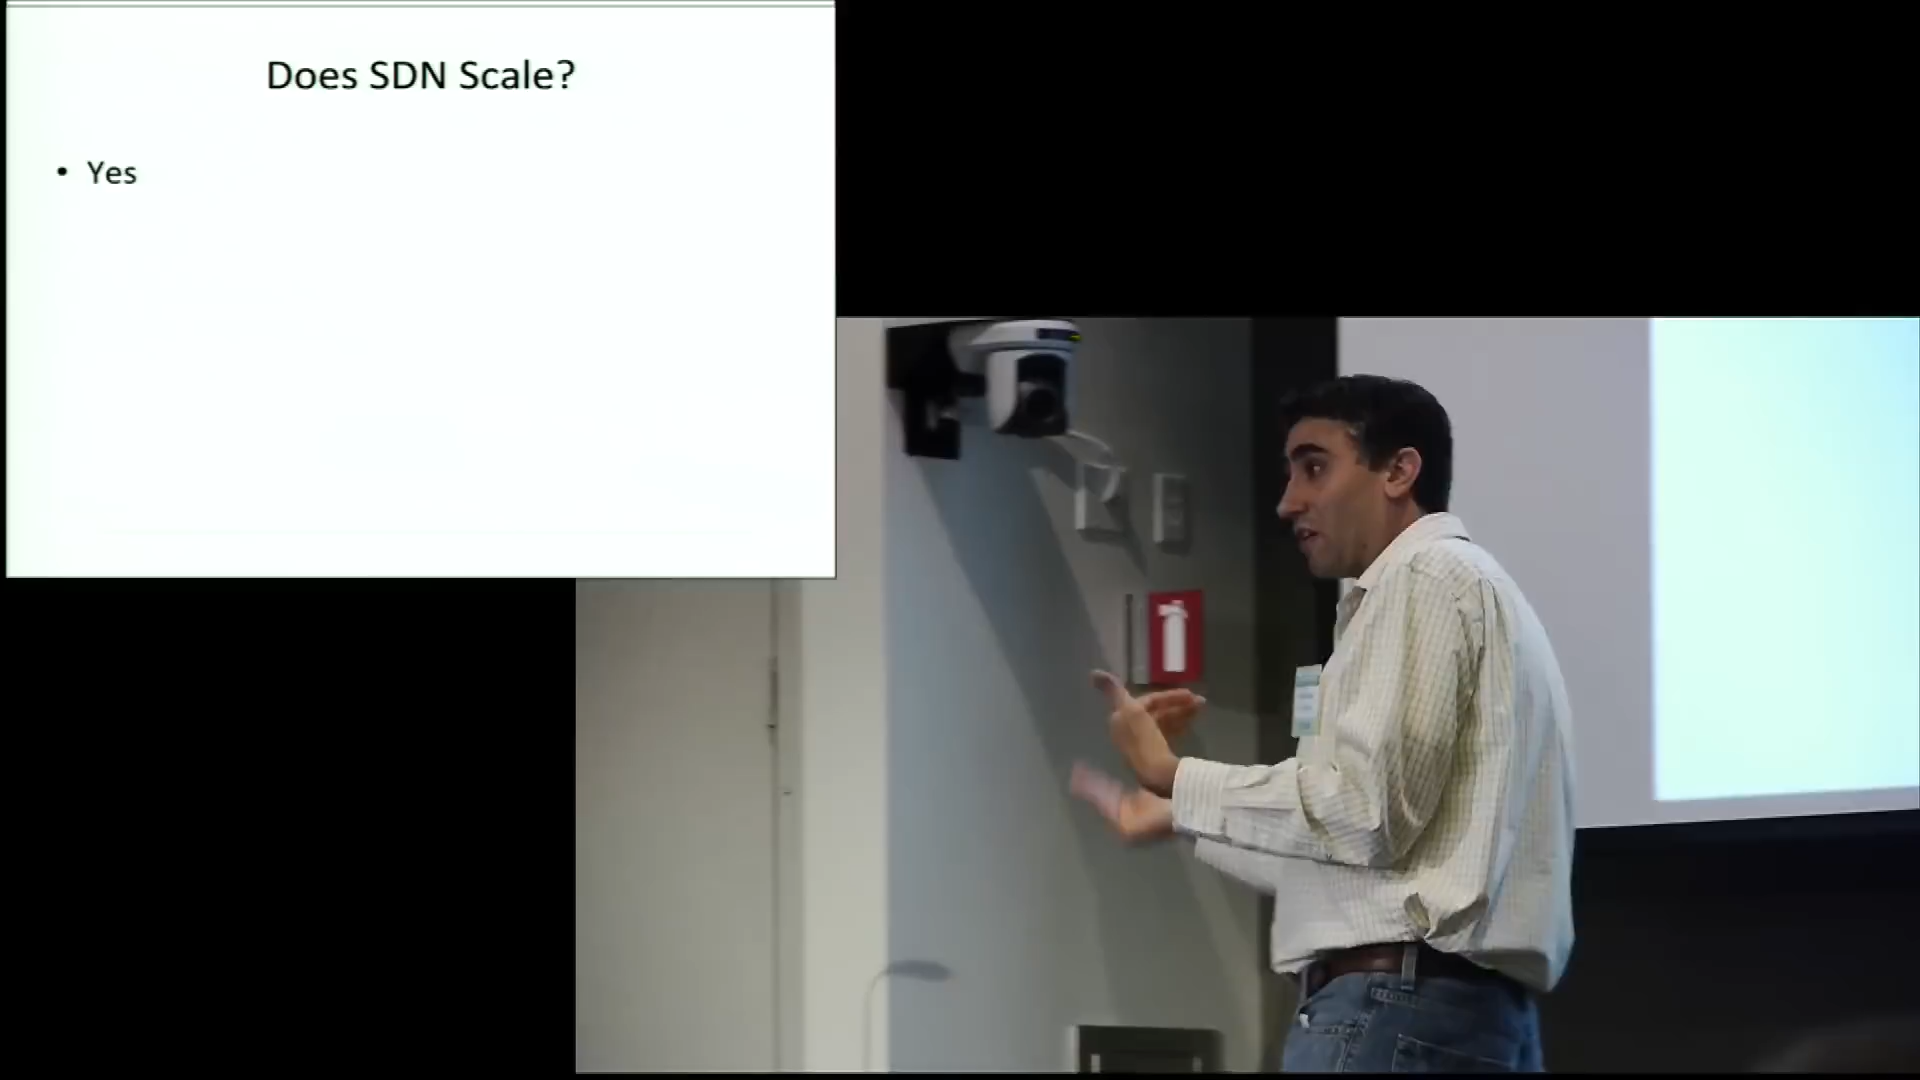 Does SDN Scale?
• Yes